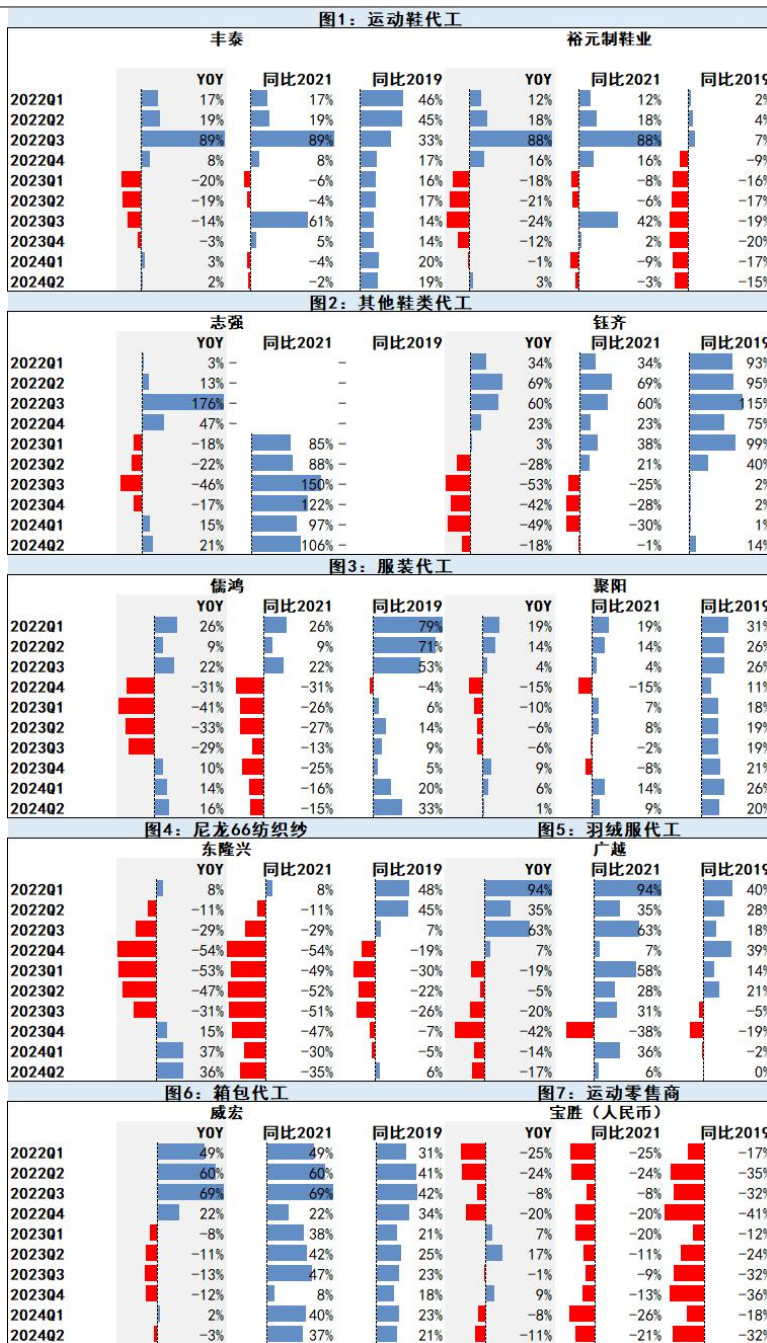 图1：运动鞋代工
丰泰 裕元制鞋业
YOY 同比2021 同比2019 YOY 同比2021 同比2019
2022Q1 17% 17% 46% 12% 12% 2%
2022Q2 19% 19% 45% 18% 18% 4%
2022Q3 89% 89% 33% 88% 88% 7%
2022Q4 8% 8% 17% 16% 16% -9%
2023Q1 -20% -6% 16% -18% -8% -16%
2023Q2 -19% -4% 17% -21% -6% -17%
2023Q3 -14% 61% 14% -24% 42% -19%
2023Q4 -3% 5% 14% -12% 2% -20%
2024Q1 3% -4% 20% -1% -9% -17%
2024Q2 2% -2% 19% 3% -3% -15%
图2：其他鞋类代工
志强 钰齐
YOY 同比2021 同比2019 YOY 同比2021 同比2019
2022Q1 3% - - 34% 34% 93%
2022Q2 13% - - 69% 69% 95%
2022Q3 176% - - 60% 60% 115%
2022Q4 47% - - 23% 23% 75%
2023Q1 -18% 85% - 3% 38% 99%
2023Q2 -22% 88% - -28% 21% 40%
2023Q3 -46% 150% - -53% -25% 2%
2023Q4 -17% 122% - -42% -28% 2%
2024Q1 15% 97% - -49% -30% 1%
2024Q2 21% 106% - -18% -1% 14%
图3：服装代工
儒鸿 聚阳
YOY 同比2021 同比2019 YOY 同比2021 同比2019
2022Q1 26% 26% 79% 19% 19% 31%
2022Q2 9% 9% 71% 14% 14% 26%
2022Q3 22% 22% 53% 4% 4% 26%
2022Q4 -31% -31% -4% -15% -15% 11%
2023Q1 -41% -26% 6% -10% 7% 18%
2023Q2 -33% -27% 14% -6% 8% 19%
2023Q3 -29% -13% 9% -6% -2% 19%
2023Q4 10% -25% 5% 9% -8% 21%
2024Q1 14% -16% 20% 6% 14% 26%
2024Q2 16% -15% 33% 1% 9% 20%
图4：尼龙66纺织纱 图5：羽绒服代工
东隆兴 广越
YOY 同比2021 同比2019 YOY 同比2021 同比2019
2022Q1 8% 8% 48% 94% 94% 40%
2022Q2 -11% -11% 45% 35% 35% 28%
2022Q3 -29% -29% 7% 63% 63% 18%
2022Q4 -54% -54% -19% 7% 7% 39%
2023Q1 -53% -49% -30% -19% 58% 14%
2023Q2 -47% -52% -22% -5% 28% 21%
2023Q3 -31% -51% -26% -20% 31% -5%
2023Q4 15% -47% -7% -42% -38% -19%
2024Q1 37% -30% -5% -14% 36% -2%
2024Q2 36% -35% 6% -17% 6% 0%
图6：箱包代工 图7：运动零售商
威宏 宝胜（人民币）
YOY 同比2021 同比2019 YOY 同比2021 同比2019
2022Q1 49% 49% 31% -25% -25% -17%
2022Q2 60% 60% 41% -24% -24% -35%
2022Q3 69% 69% 42% -8% -8% -32%
2022Q4 22% 22% 34% -20% -20% -41%
2023Q1 -8% 38% 21% 7% -20% -12%
2023Q2 -11% 42% 25% 17% -11% -24%
2023Q3 -13% 47% 23% -1% -9% -32%
2023Q4 -12% 8% 18% 9% -13% -36%
2024Q1 2% 40% 23% -8% -26% -18%
2024Q2 -3% 37% 21% -11% -21% -32%